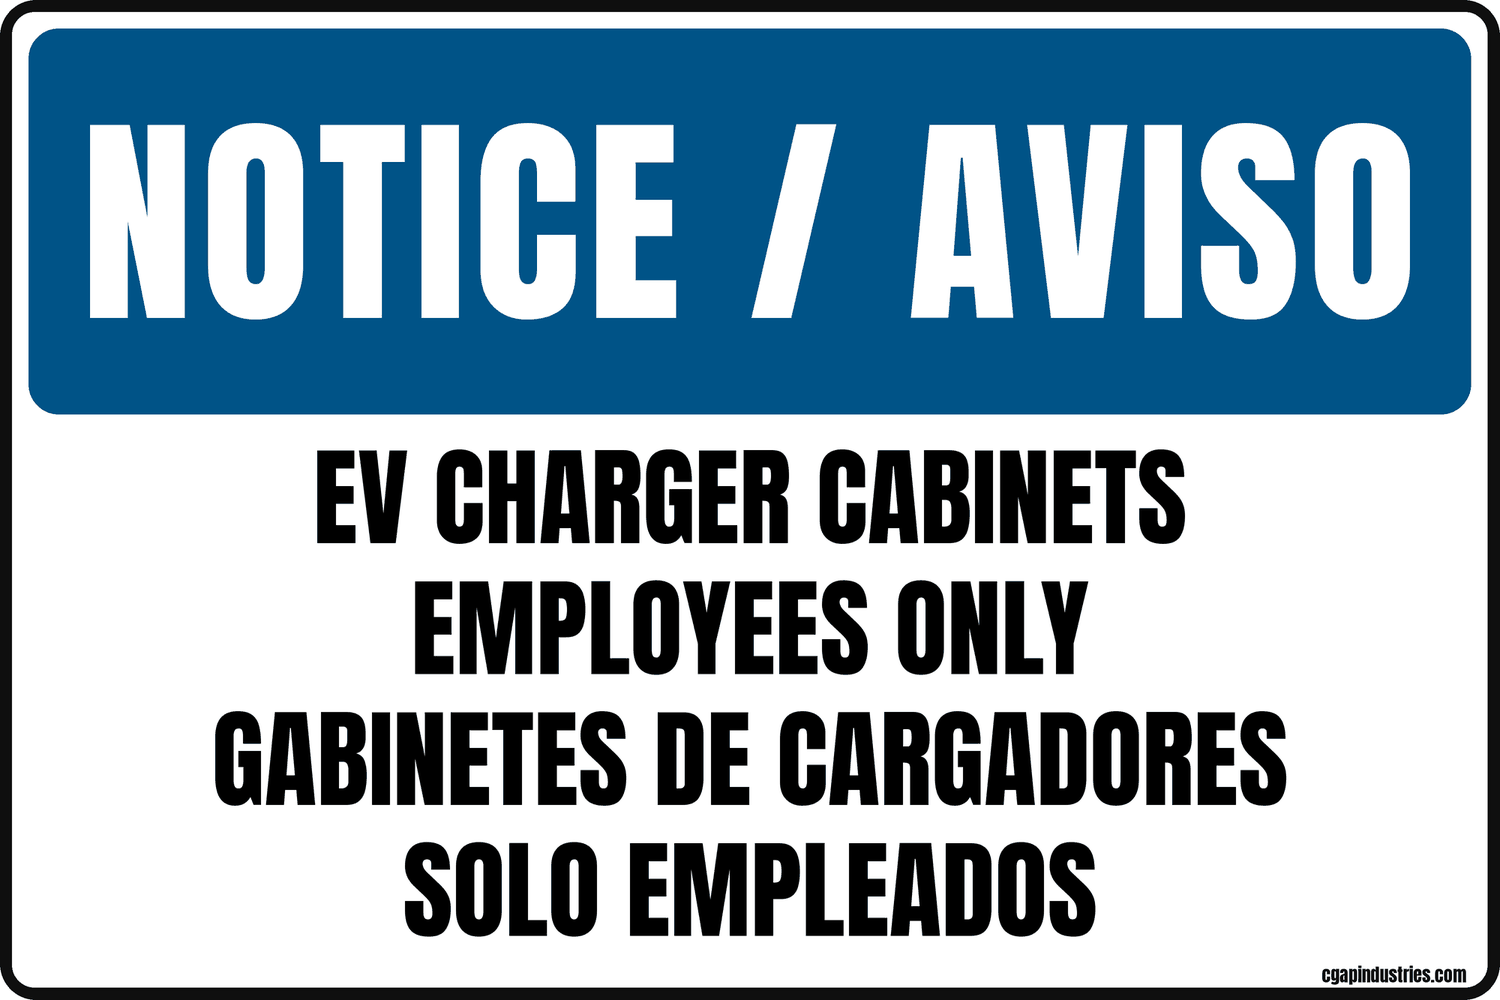 NOTICE / AVISO
EV CHARGER CABINETS
EMPLOYEES ONLY
GABINETES DE CARGADORES
SOLO EMPLEADOS
cgapindustries.com